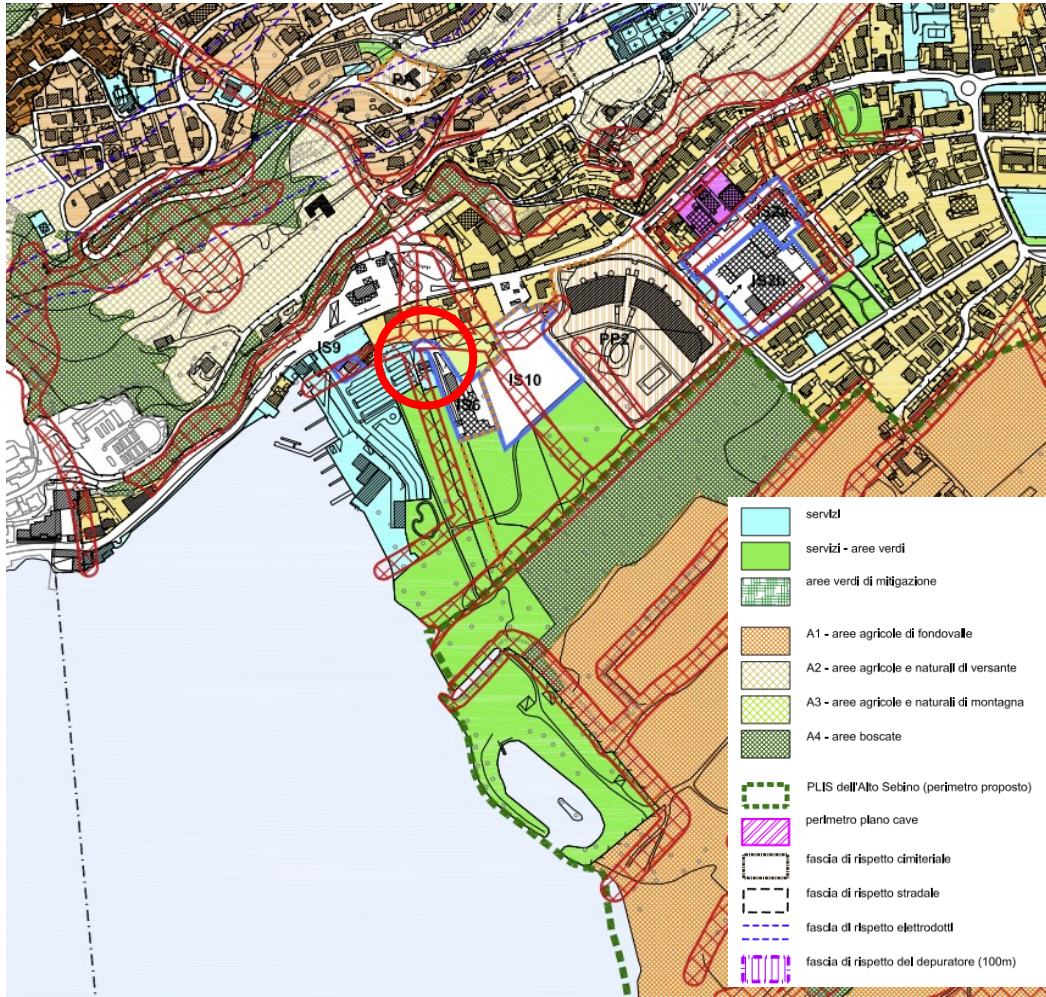 IS9
IS10
PP2
IS6
servizi
servizi - aree verdi
aree verdi di mitigazione
A1 - aree agricole di fondovalle
A2 - aree agricole e naturali di versante
A3 - aree agricole e naturali di montagna
A4 - aree boscate
PLIS dell'Alto Sebino (perimetro proposto)
perimetro plano cave
fascia di rispetto cimiteriale
fascia di rispetto stradale
fascia di rispetto elettrodotti
fascia di rispetto del depuratore (100m)